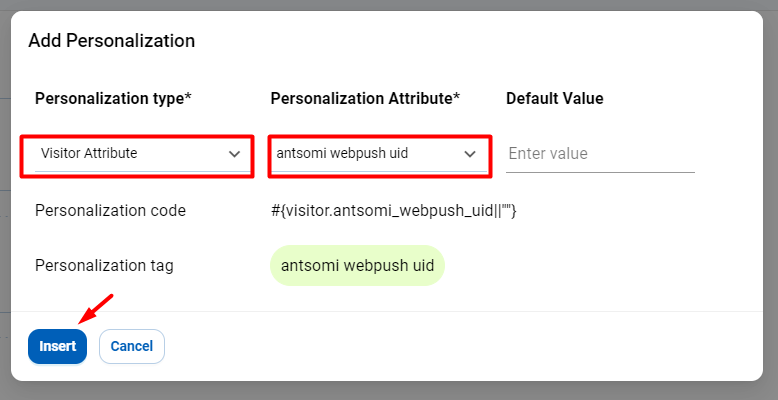 Add Personalization
Personalization type* Personalization Attribute* Default Value
Visitor Attribute antsomi webpush uid Enter value
Personalization code #{visitor.antsomi_webpush_uid||""}
Personalization tag antsomi webpush uid
Insert Cancel